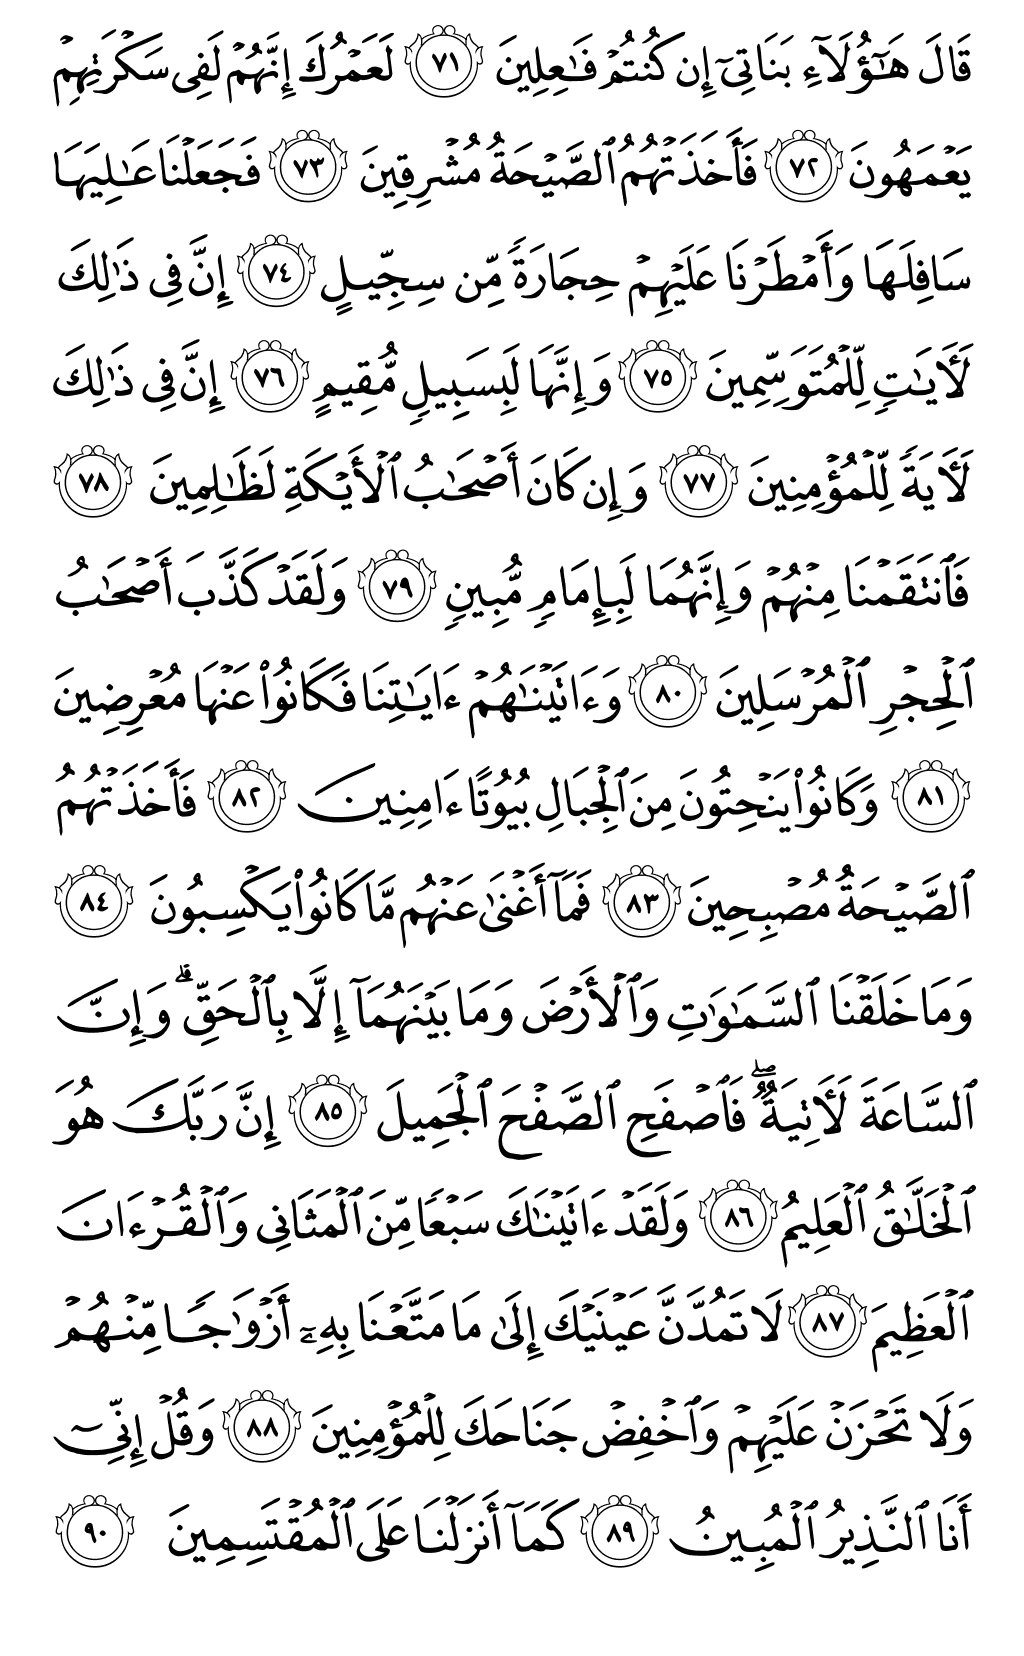 قَالَ هَٰٓؤُلَآءِ بَنَاتِىٓ إِن كُنتُمۡ فَٰعِلِينَ ٧١ لَعَمۡرُكَ إِنَّهُمۡ لَفِى سَكۡرَتِهِمۡ
يَعۡمَهُونَ ٧٢ فَأَخَذَتۡهُمُ ٱلصَّيۡحَةُ مُشۡرِقِينَ ٧٣ فَجَعَلۡنَا عَٰلِيَهَا
سَافِلَهَا وَأَمۡطَرۡنَا عَلَيۡهِمۡ حِجَارَةٗ مِّن سِجِّيلٍ ٧٤ إِنَّ فِى ذَٰلِكَ
لَأٓيَٰتٖ لِّلۡمُتَوَسِّمِينَ ٧٥ وَإِنَّهَا لَبِسَبِيلٖ مُّقِيمٍ ٧٦ إِنَّ فِى ذَٰلِكَ
لَأٓيَةٗ لِّلۡمُؤۡمِنِينَ ٧٧ وَإِن كَانَ أَصۡحَٰبُ ٱلۡأَيۡكَةِ لَظَٰلِمِينَ ٧٨
فَٱنتَقَمۡنَا مِنۡهُمۡ وَإِنَّهُمَا لَبِإِمَامٖ مُّبِينٖ ٧٩ وَلَقَدۡ كَذَّبَ أَصۡحَٰبُ
ٱلۡحِجۡرِ ٱلۡمُرۡسَلِينَ ٨٠ وَءَاتَيۡنَٰهُمۡ ءَايَٰتِنَا فَكَانُواْ عَنۡهَا مُعۡرِضِينَ
٨١ وَكَانُواْ يَنۡحِتُونَ مِنَ ٱلۡجِبَالِ بُيُوتًا ءَامِنِينَ ٨٢ فَأَخَذَتۡهُمُ
ٱلصَّيۡحَةُ مُصۡبِحِينَ ٨٣ فَمَآ أَغۡنَىٰ عَنۡهُم مَّا كَانُواْ يَكۡسِبُونَ ٨٤
وَمَا خَلَقۡنَا ٱلسَّمَٰوَٰتِ وَٱلۡأَرۡضَ وَمَا بَيۡنَهُمَآ إِلَّا بِٱلۡحَقِّۗ وَإِنَّ
ٱلسَّاعَةَ لَأٓتِيَةٞۖ فَٱصۡفَحِ ٱلصَّفۡحَ ٱلۡجَمِيلَ ٨٥ إِنَّ رَبَّكَ هُوَ
ٱلۡخَلَّٰقُ ٱلۡعَلِيمُ ٨٦ وَلَقَدۡ ءَاتَيۡنَٰكَ سَبۡعٗا مِّنَ ٱلۡمَثَانِى وَٱلۡقُرۡءَانَ
ٱلۡعَظِيمَ ٨٧ لَا تَمُدَّنَّ عَيۡنَيۡكَ إِلَىٰ مَا مَتَّعۡنَا بِهِۦٓ أَزۡوَٰجٗا مِّنۡهُمۡ
وَلَا تَحۡزَنۡ عَلَيۡهِمۡ وَٱخۡفِضۡ جَنَاحَكَ لِلۡمُؤۡمِنِينَ ٨٨ وَقُلۡ إِنِّىٓ
أَنَا ٱلنَّذِيرُ ٱلۡمُبِينُ ٨٩ كَمَآ أَنزَلۡنَا عَلَى ٱلۡمُقۡتَسِمِينَ ٩٠